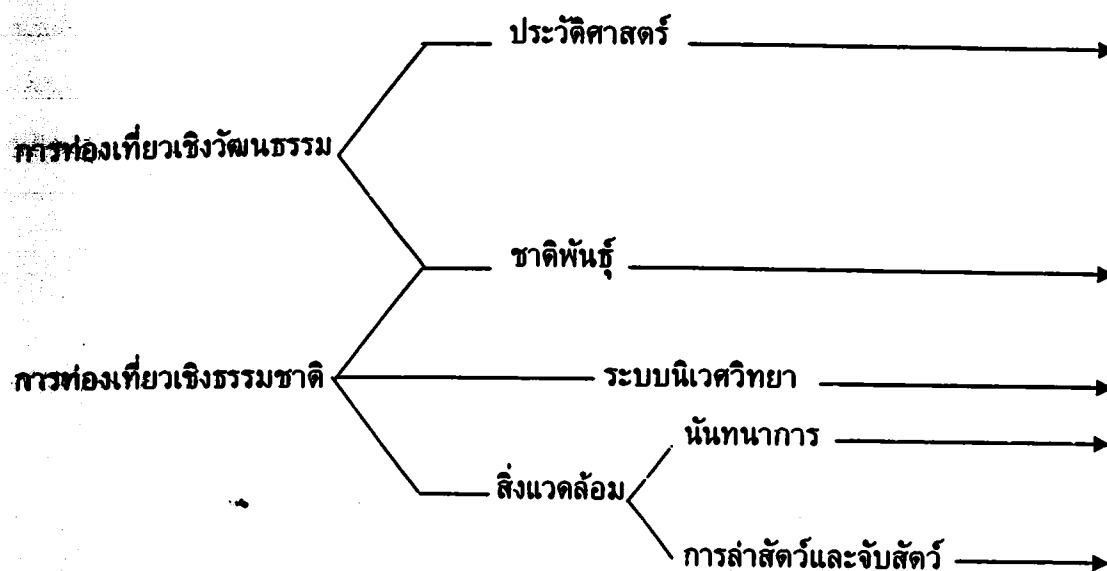 ประวัติศาสตร์
การท่องเที่ยวเชิงวัฒนธรรม
ชาติพันธุ์
การท่องเที่ยวเชิงธรรมชาติ
ระบบนิเวศวิทยา
นันทนาการ
สิ่งแวดล้อม
การล่าสัตว์และจับสัตว์